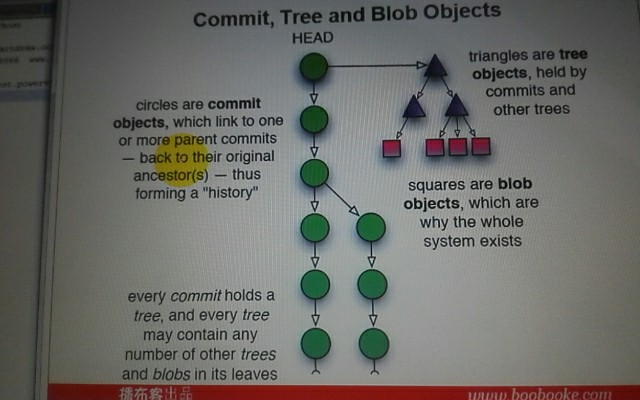 Commit, Tree and Blob Objects
HEAD
triangles are tree
objects, held by
commits and
other trees
circles are commit
objects, which link to one
or more parent commits
— back to their original
ancestor(s) — thus
forming a "history"
squares are blob
objects, which are
why the whole
system exists
every commit holds a
tree, and every tree
may contain any
number of other trees
and blobs in its leaves
播布客出品
www.boobooke.com